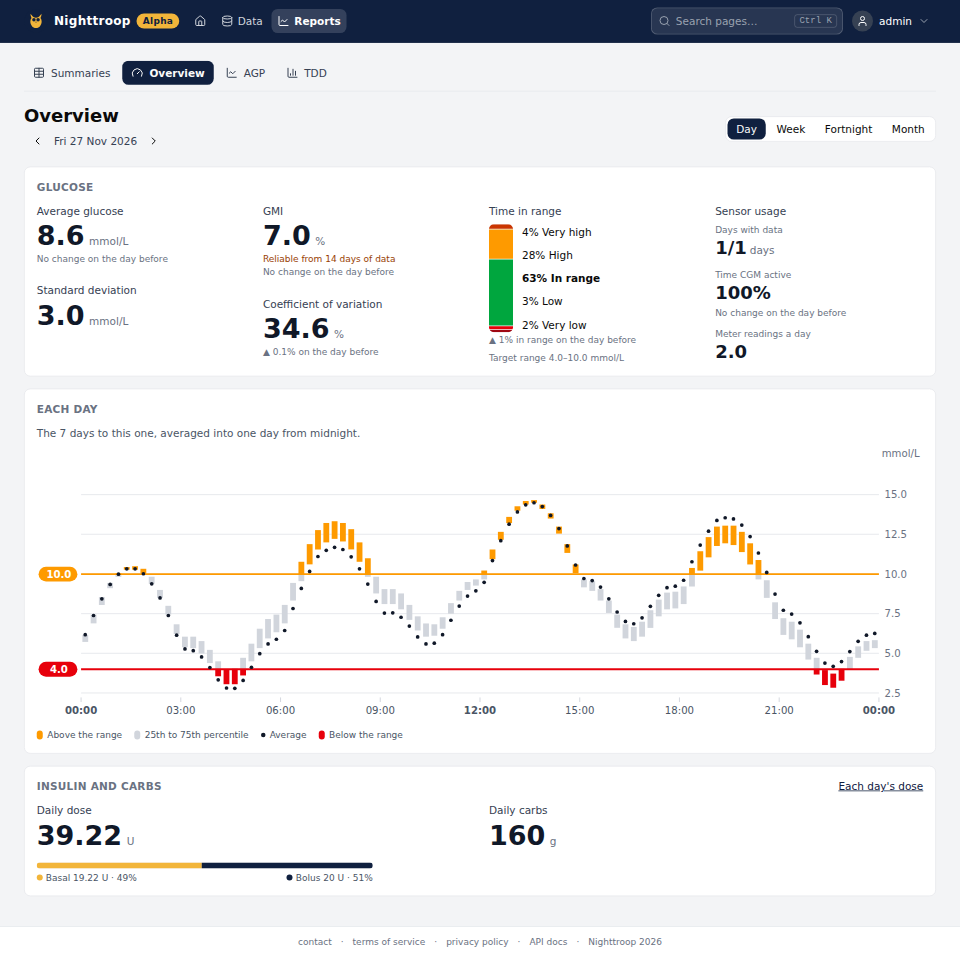 Nighttroop Alpha Data Reports Search pages... Ctrl K admin
Summaries Overview AGP TDD
Overview
Fri 27 Nov 2026
Day Week Fortnight Month
GLUCOSE
Average glucose
8.6 mmol/L
No change on the day before
Standard deviation
3.0 mmol/L
GMI
7.0 %
Reliable from 14 days of data
No change on the day before
Coefficient of variation
34.6 %
▲ 0.1% on the day before
Time in range
4% Very high
28% High
63% In range
3% Low
2% Very low
▲ 1% in range on the day before
Target range 4.0–10.0 mmol/L
Sensor usage
Days with data
1/1 days
Time CGM active
100%
No change on the day before
Meter readings a day
2.0
EACH DAY
The 7 days to this one, averaged into one day from midnight.
mmol/L
15.0
12.5
10.0 10.0
7.5
5.0
4.0
2.5
00:00 03:00 06:00 09:00 12:00 15:00 18:00 21:00 00:00
Above the range 25th to 75th percentile Average Below the range
INSULIN AND CARBS Each day's dose
Daily dose
39.22 U
Basal 19.22 U · 49% Bolus 20 U · 51%
Daily carbs
160 g
contact · terms of service · privacy policy · API docs · Nighttroop 2026